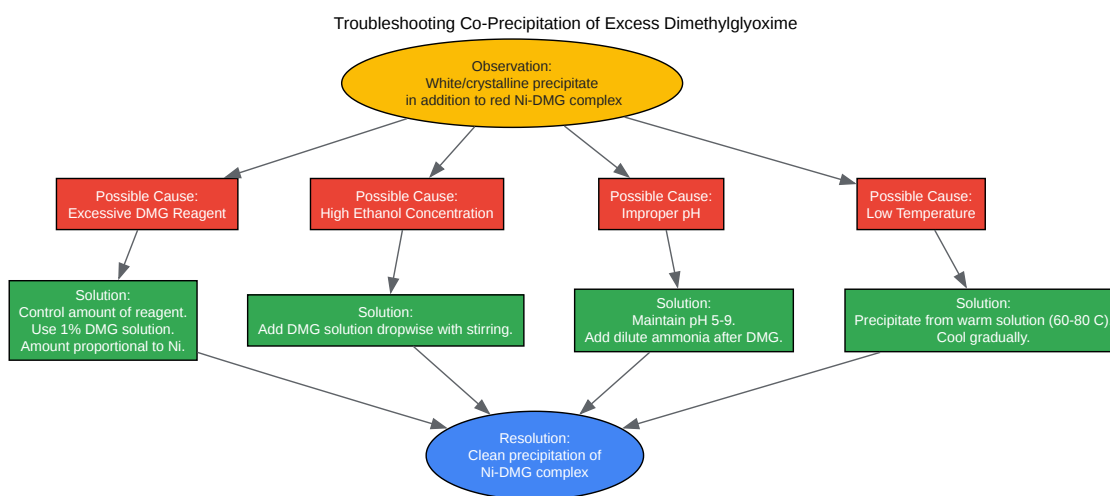 Troubleshooting Co-Precipitation of Excess Dimethylglyoxime
Observation:
White/crystalline precipitate
in addition to red Ni-DMG complex
Possible Cause:
Excessive DMG Reagent
Possible Cause:
High Ethanol Concentration
Possible Cause:
Improper pH
Possible Cause:
Low Temperature
Solution:
Control amount of reagent.
Use 1% DMG solution.
Amount proportional to Ni.
Solution:
Add DMG solution dropwise with stirring.
Solution:
Maintain pH 5-9.
Add dilute ammonia after DMG.
Solution:
Precipitate from warm solution (60-80 C).
Cool gradually.
Resolution:
Clean precipitation of
Ni-DMG complex